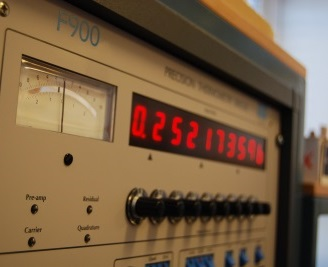 F900
PRECISION THERMOMETRY BRIDGE
0.252173596
Pre-amp
Residual
Carrier
Quadrature